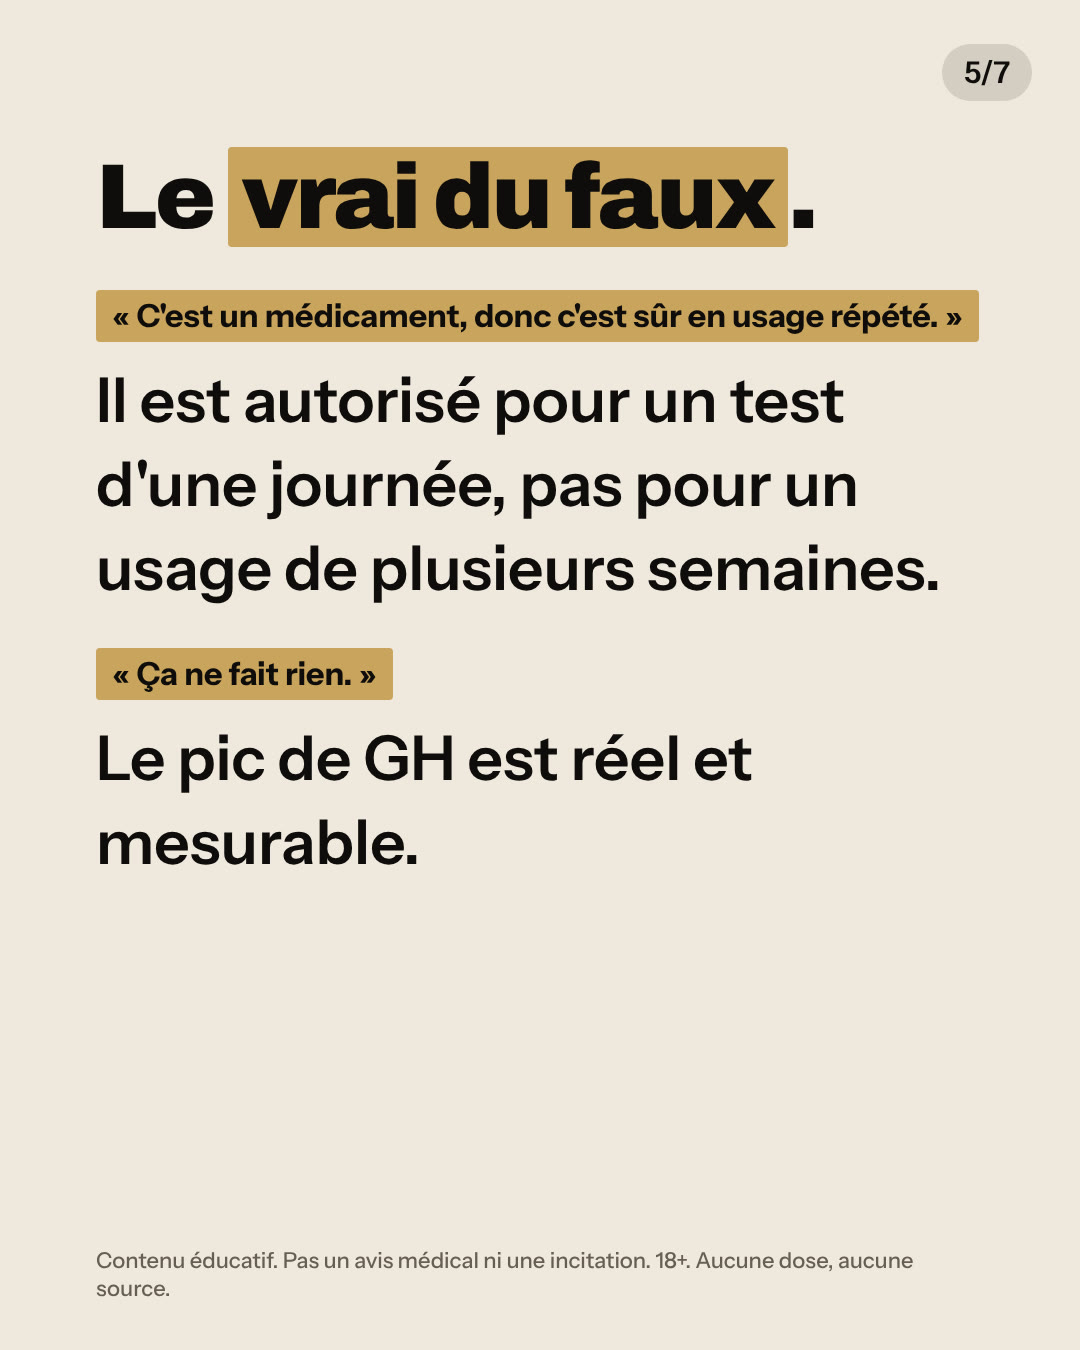 5/7
Le vrai du faux.
« C'est un médicament, donc c'est sûr en usage répété. »
Il est autorisé pour un test
d'une journée, pas pour un
usage de plusieurs semaines.
« Ça ne fait rien. »
Le pic de GH est réel et
mesurable.
Contenu éducatif. Pas un avis médical ni une incitation. 18+. Aucune dose, aucune
source.